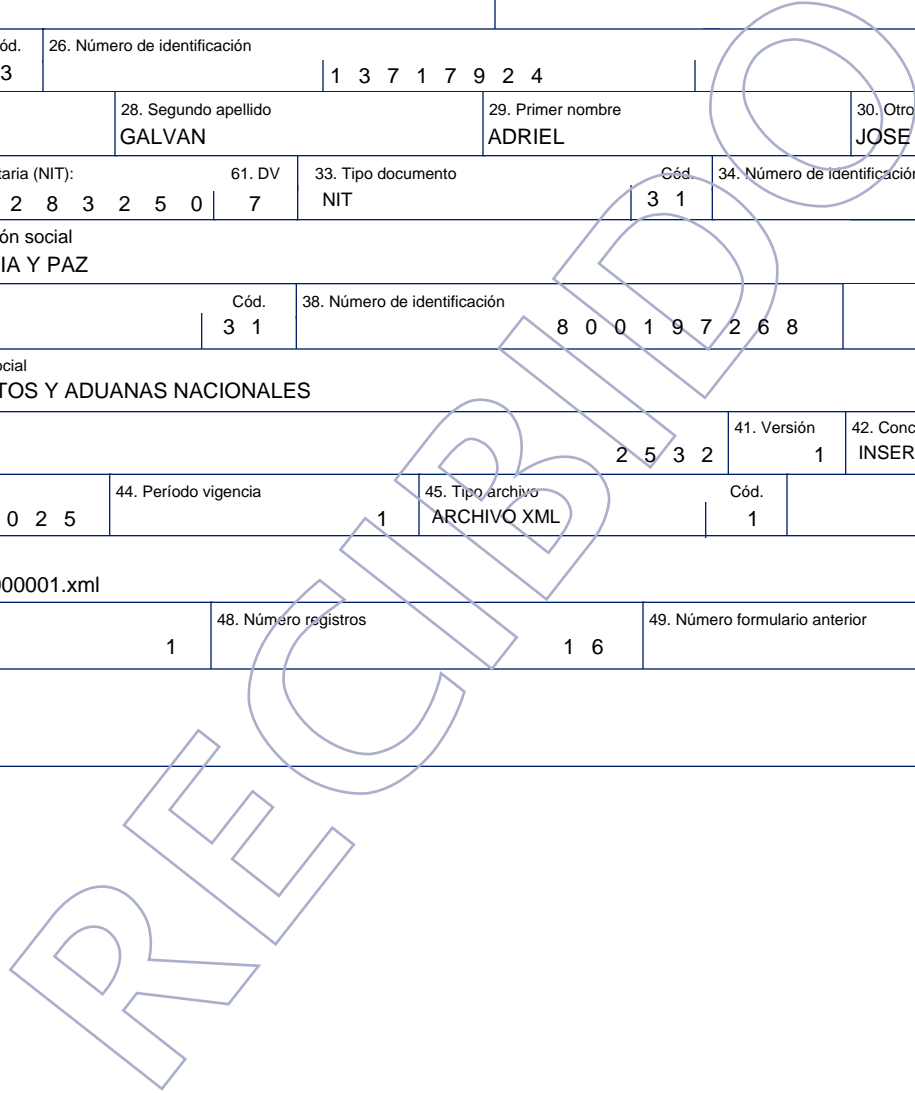 ód. 26. Número de identificación
3 1 3 7 1 7 9 2 4
28. Segundo apellido 29. Primer nombre 30. Otro
GALVAN ADRIEL JOSE
taria (NIT): 61. DV 33. Tipo documento Cód. 34. Número de identificación
2 8 3 2 5 0 7 NIT 3 1
ón social
IA Y PAZ
Cód. 38. Número de identificación
3 1 8 0 0 1 9 7 2 6 8
ocial
TOS Y ADUANAS NACIONALES
41. Versión 42. Conc
2 5 3 2 1 INSER
44. Período vigencia 45. Tipo archivo Cód.
0 2 5 1 ARCHIVO XML 1
000001.xml
48. Número registros 49. Número formulario anterior
1 1 6
RECIBIDO